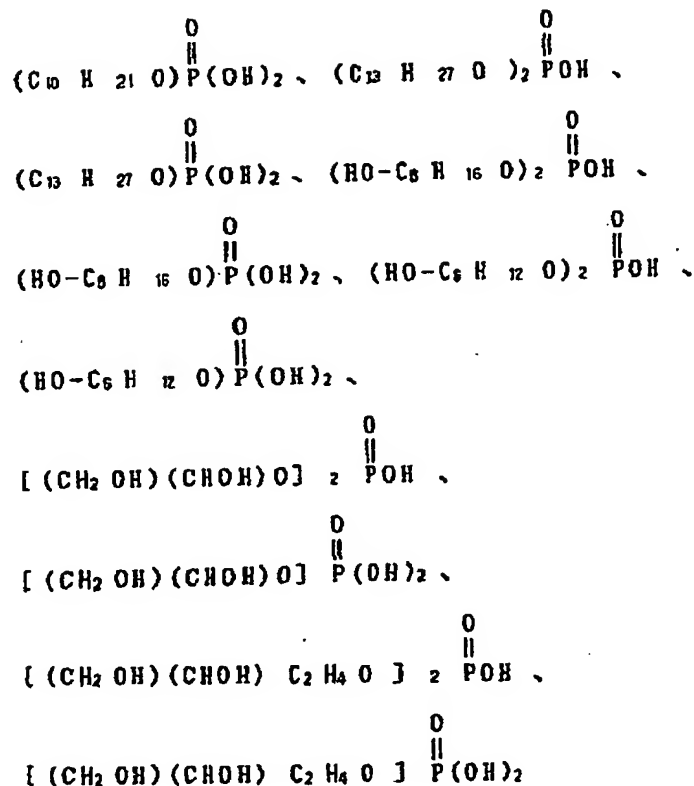 O O
|| ||
(C10 H 21 O)P(OH)2、 (C13 H 27 O )2 POH 、
O O
|| ||
(C13 H 27 O)P(OH)2、 (HO-C8 H 16 O)2 POH 、
O O
|| ||
(HO-C8 H 16 O)P(OH)2、 (HO-C6 H 12 O)2 POH 、
O
||
(HO-C6 H 12 O)P(OH)2、
O
||
[(CH2 OH)(CHOH)O] 2 POH 、
O
||
[(CH2 OH)(CHOH)O] P(OH)2、
O
||
[(CH2 OH)(CHOH) C2 H4 O ] 2 POH 、
O
||
[(CH2 OH)(CHOH) C2 H4 O ] P(OH)2